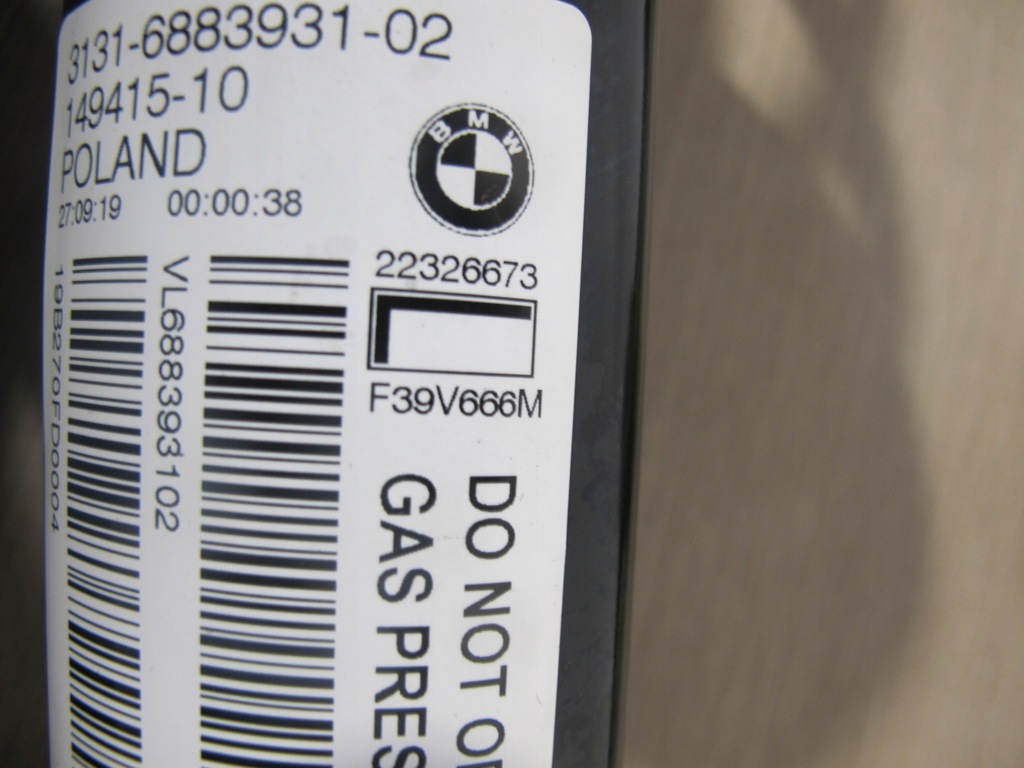 3131-6883931-02
149415-10
POLAND
27:09:19 00:00:38
BMW
22326673
L
F39V666M
19B270FD0004
VL688393102
DO NOT
GAS PRES